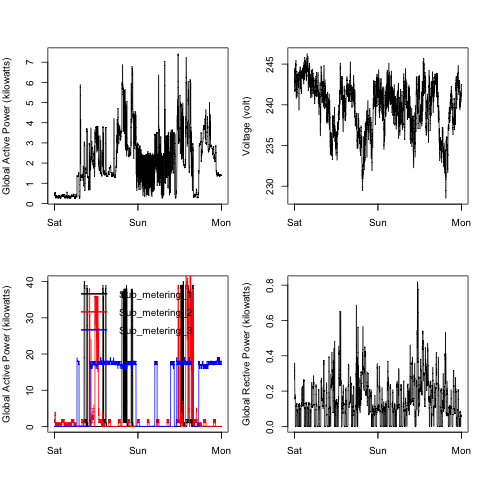 Global Active Power (kilowatts)
0 1 2 3 4 5 6 7
Sat Sun Mon
Voltage (volt)
230 235 240 245
Sat Sun Mon
Global Active Power (kilowatts)
0 10 20 30 40
Sub_metering_1
Sub_metering_2
Sub_metering_3
Sat Sun Mon
Global Rective Power (kilowatts)
0.0 0.2 0.4 0.6 0.8
Sat Sun Mon